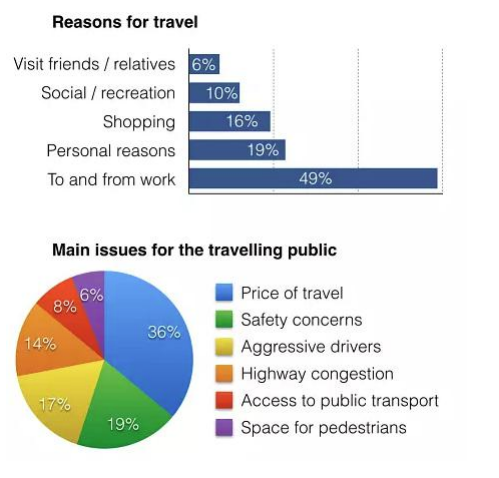 Reasons for travel
Visit friends / relatives 6%
Social / recreation 10%
Shopping 16%
Personal reasons 19%
To and from work 49%
Main issues for the travelling public
36%
19%
17%
14%
8%
6%
Price of travel
Safety concerns
Aggressive drivers
Highway congestion
Access to public transport
Space for pedestrians